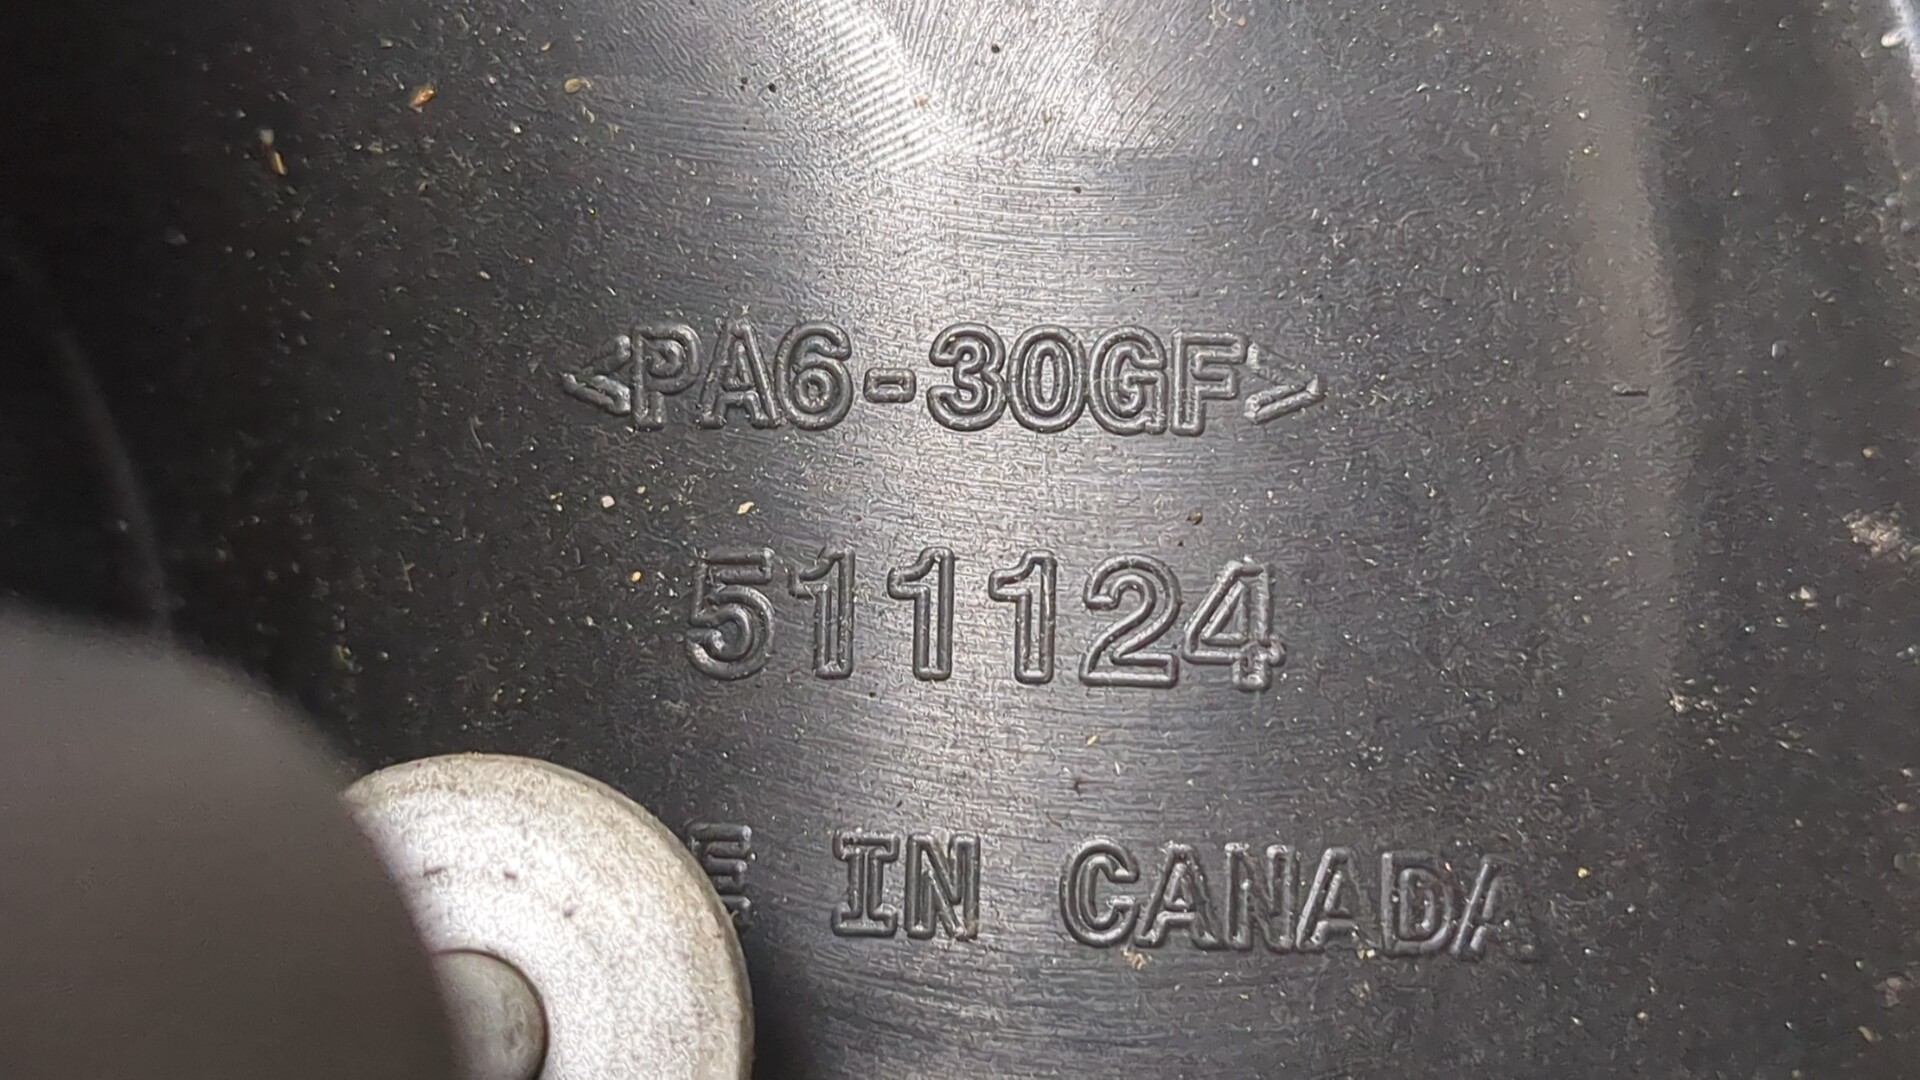 <PA6-30GF>
511124
E IN CANADA